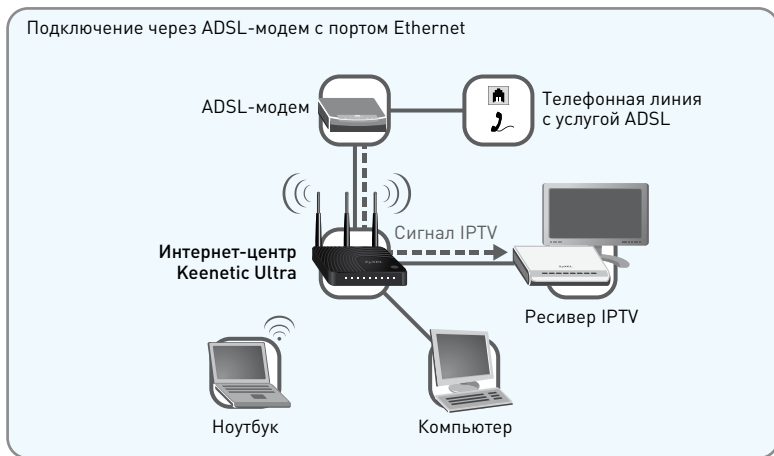 Подключение через ADSL-модем с портом Ethernet
ADSL-модем
Телефонная линия
с услугой ADSL
Сигнал IPTV
Интернет-центр
Keenetic Ultra
Ресивер IPTV
Ноутбук
Компьютер